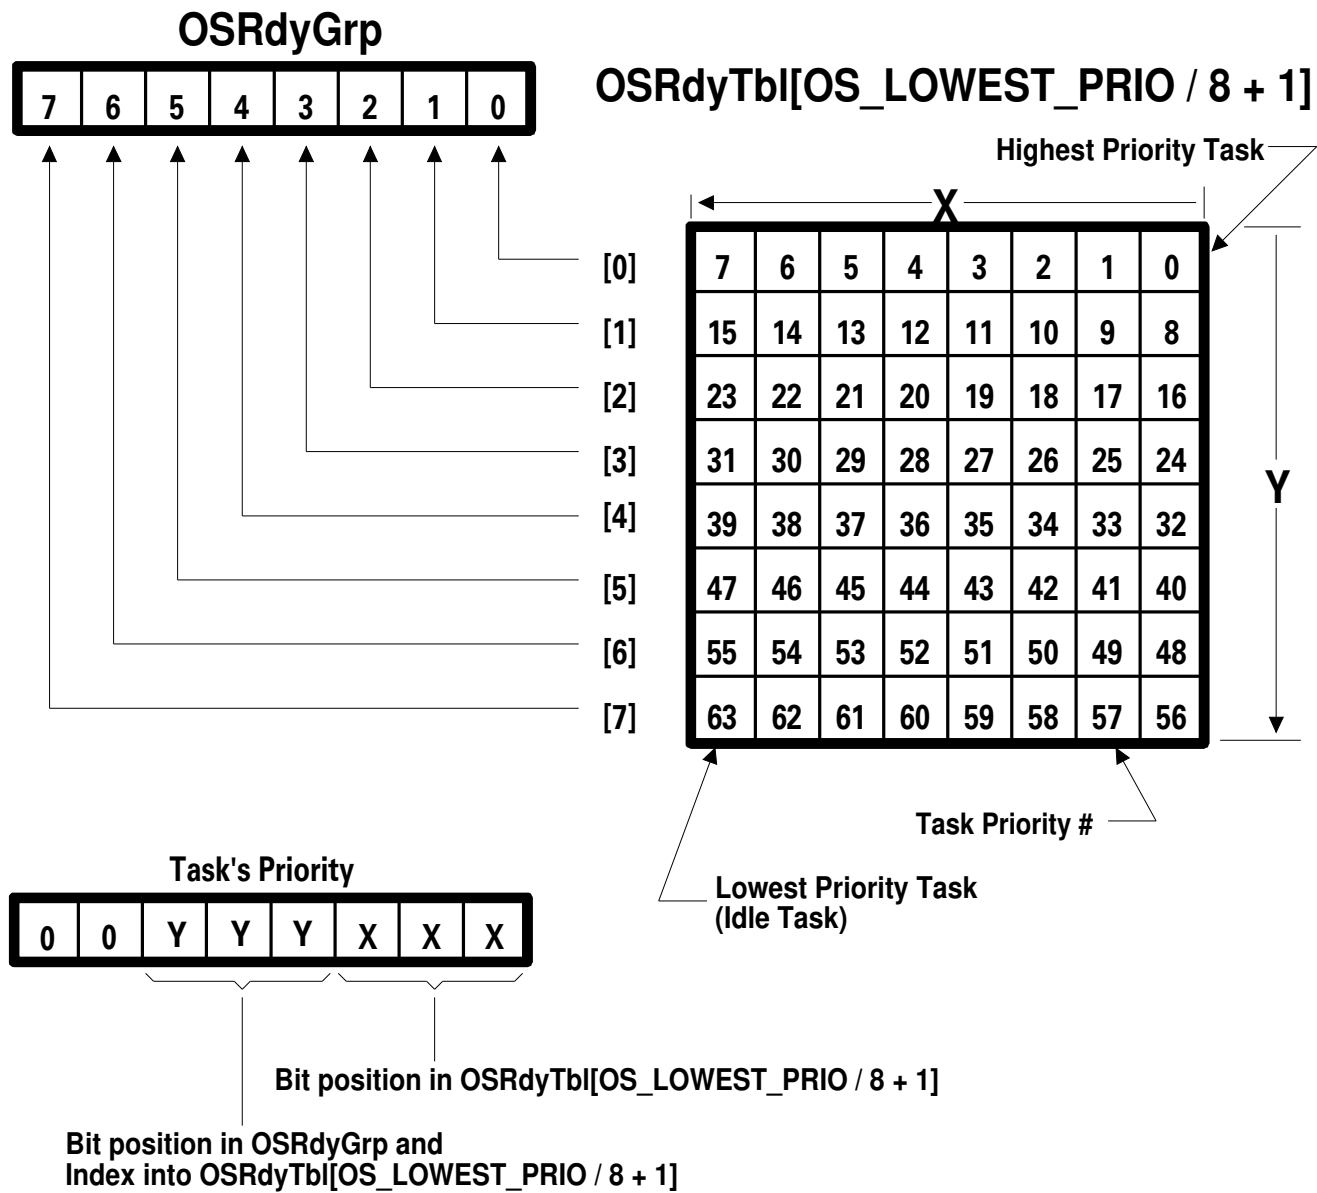 OSRdyGrp
7 6 5 4 3 2 1 0
OSRdyTbl[OS_LOWEST_PRIO / 8 + 1]
Highest Priority Task
X
[0] 7 6 5 4 3 2 1 0
[1] 15 14 13 12 11 10 9 8
[2] 23 22 21 20 19 18 17 16
[3] 31 30 29 28 27 26 25 24
Y
[4] 39 38 37 36 35 34 33 32
[5] 47 46 45 44 43 42 41 40
[6] 55 54 53 52 51 50 49 48
[7] 63 62 61 60 59 58 57 56
Task Priority #
Lowest Priority Task
(Idle Task)
Task's Priority
0 0 Y Y Y X X X
Bit position in OSRdyTbl[OS_LOWEST_PRIO / 8 + 1]
Bit position in OSRdyGrp and
Index into OSRdyTbl[OS_LOWEST_PRIO / 8 + 1]